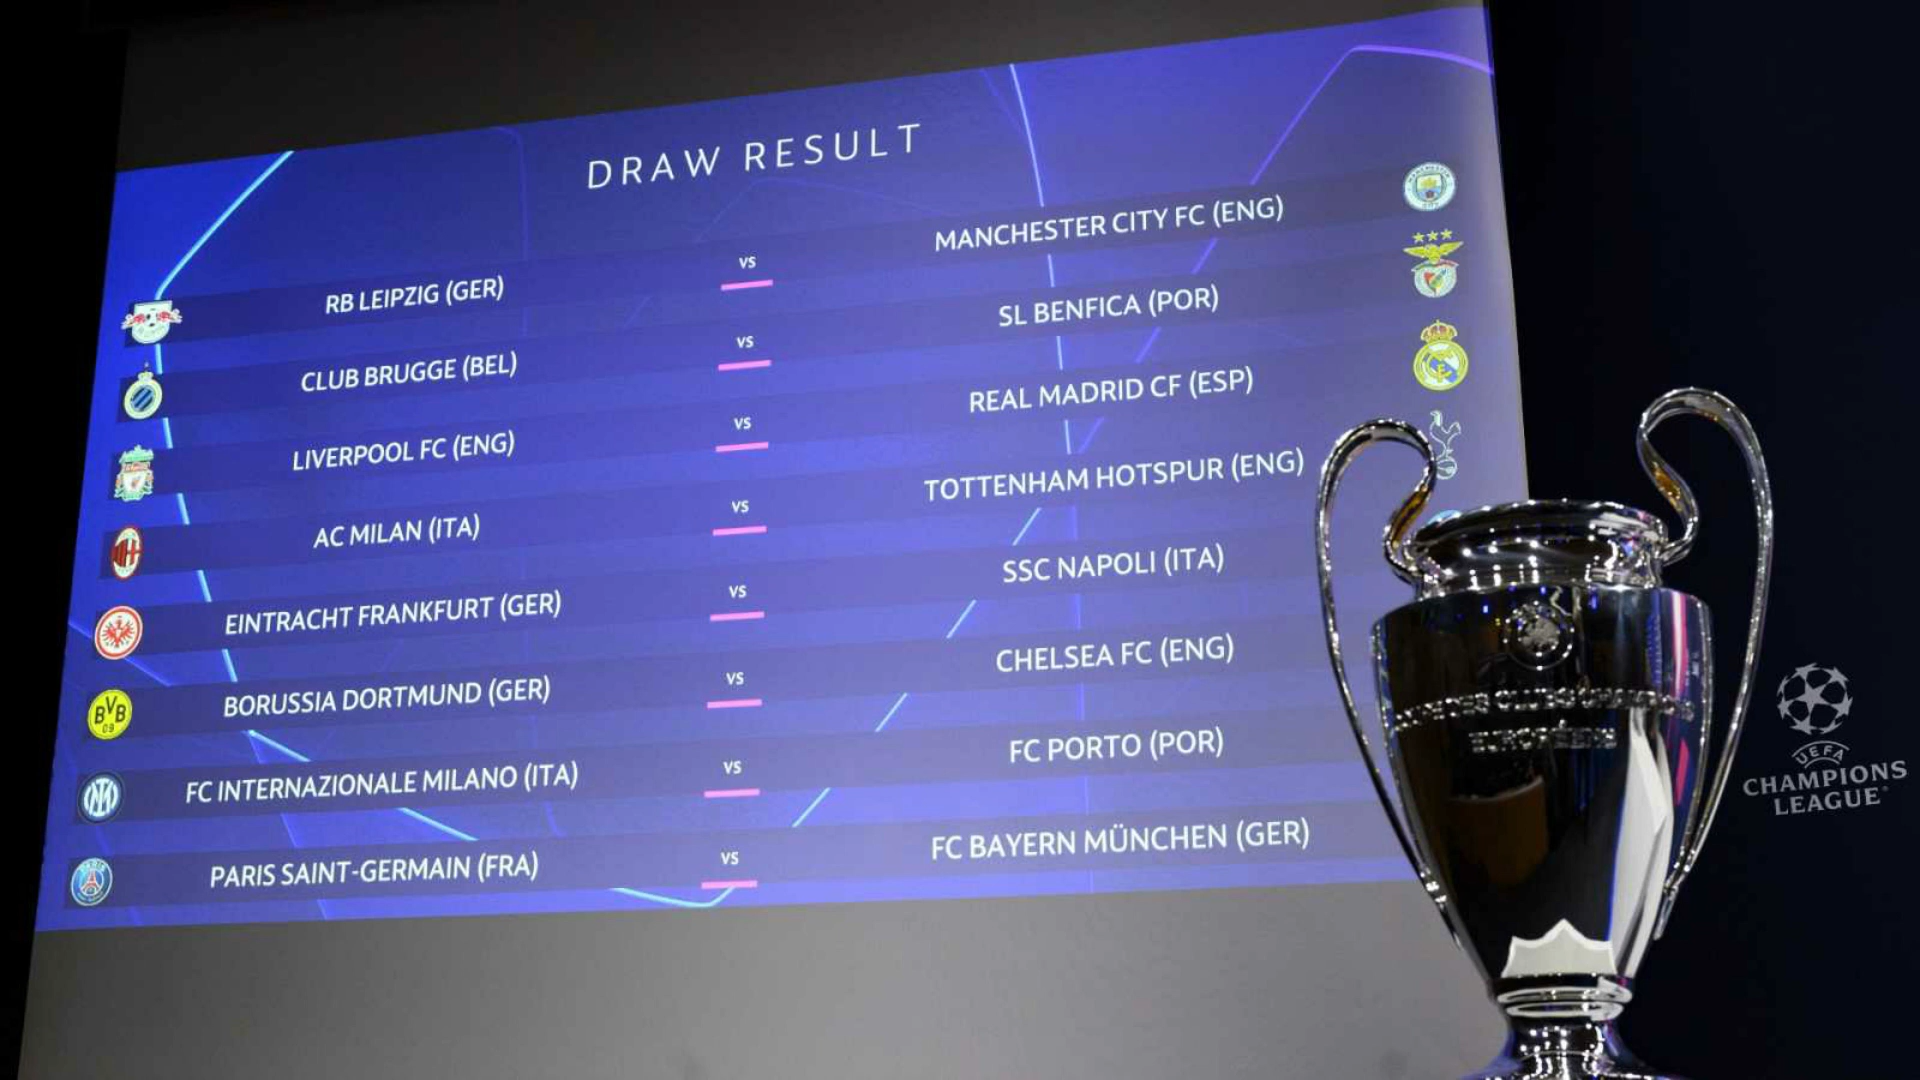 DRAW RESULT
RB LEIPZIG (GER) VS MANCHESTER CITY FC (ENG)
CLUB BRUGGE (BEL) VS SL BENFICA (POR)
LIVERPOOL FC (ENG) VS REAL MADRID CF (ESP)
AC MILAN (ITA) VS TOTTENHAM HOTSPUR (ENG)
EINTRACHT FRANKFURT (GER) VS SSC NAPOLI (ITA)
BORUSSIA DORTMUND (GER) VS CHELSEA FC (ENG)
BVB
09
FC INTERNAZIONALE MILANO (ITA) VS FC PORTO (POR)
PARIS SAINT-GERMAIN (FRA) VS FC BAYERN MÜNCHEN (GER)
EUROPÉENS
UEFA
CHAMPIONS
LEAGUE